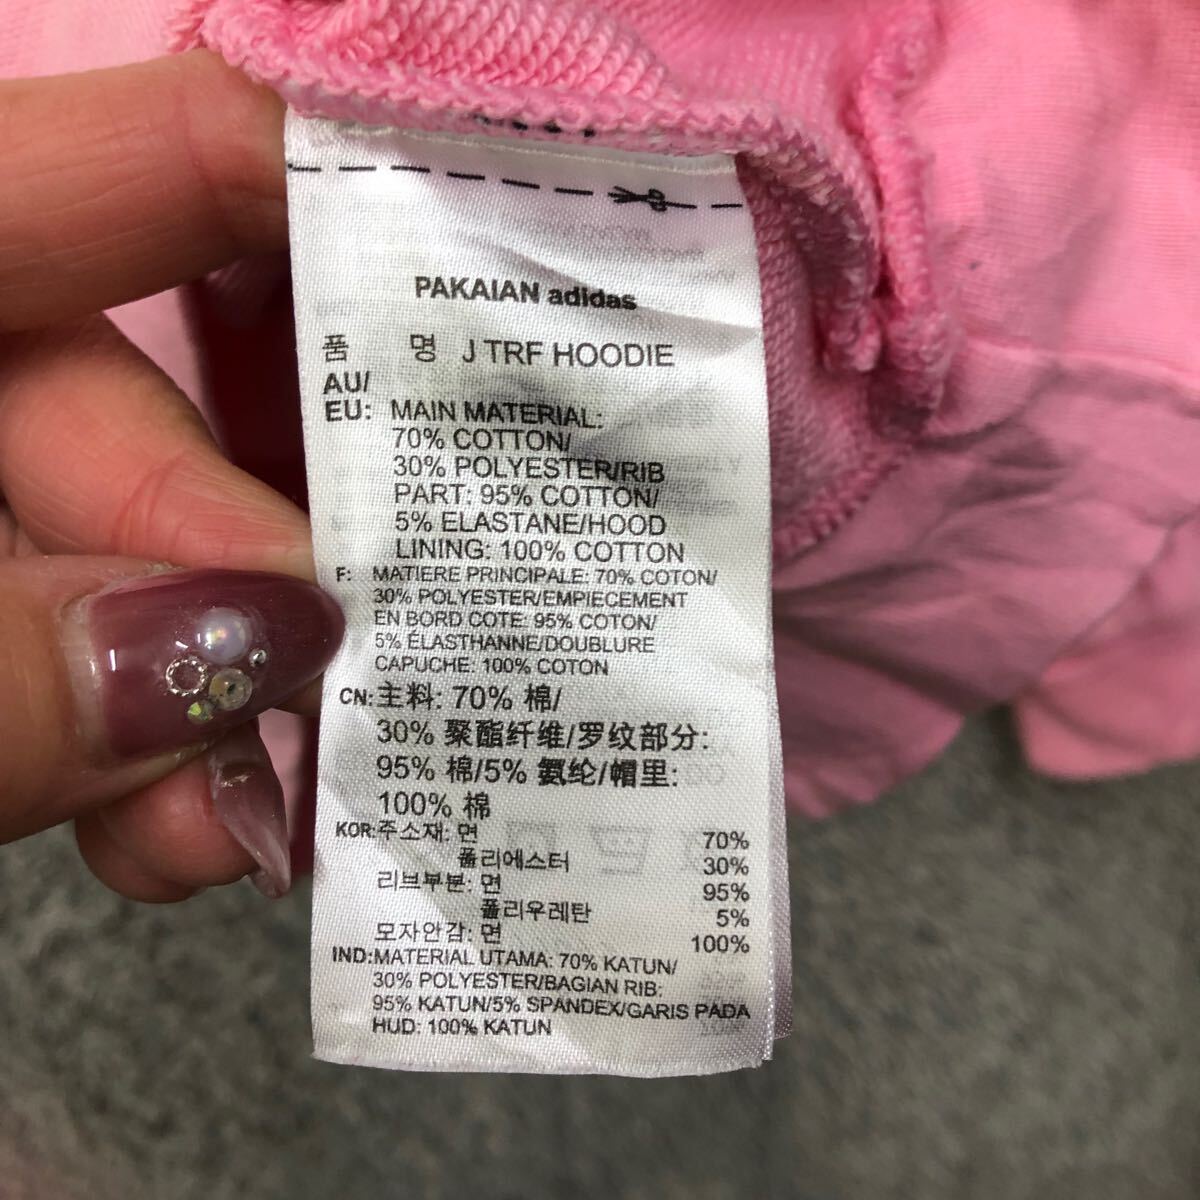 PAKAIAN adidas
품 명 J TRF HOODIE
AU/
EU: MAIN MATERIAL:
70% COTTON/
30% POLYESTER/RIB
PART: 95% COTTON/
5% ELASTANE/HOOD
LINING: 100% COTTON
F: MATIERE PRINCIPALE: 70% COTON/
30% POLYESTER/EMPIECEMENT
EN BORD COTE: 95% COTON/
5% ÉLASTHANNE/DOUBLURE
CAPUCHE: 100% COTON
CN: 主料: 70% 棉/
30% 聚酯纤维/罗纹部分:
95% 棉/5% 氨纶/帽里:
100% 棉
KOR: 주소재: 면 70%
폴리에스터 30%
리브부분: 면 95%
폴리우레탄 5%
모자안감: 면 100%
IND: MATERIAL UTAMA: 70% KATUN/
30% POLYESTER/BAGIAN RIB:
95% KATUN/5% SPANDEX/GARIS PADA
HUD: 100% KATUN